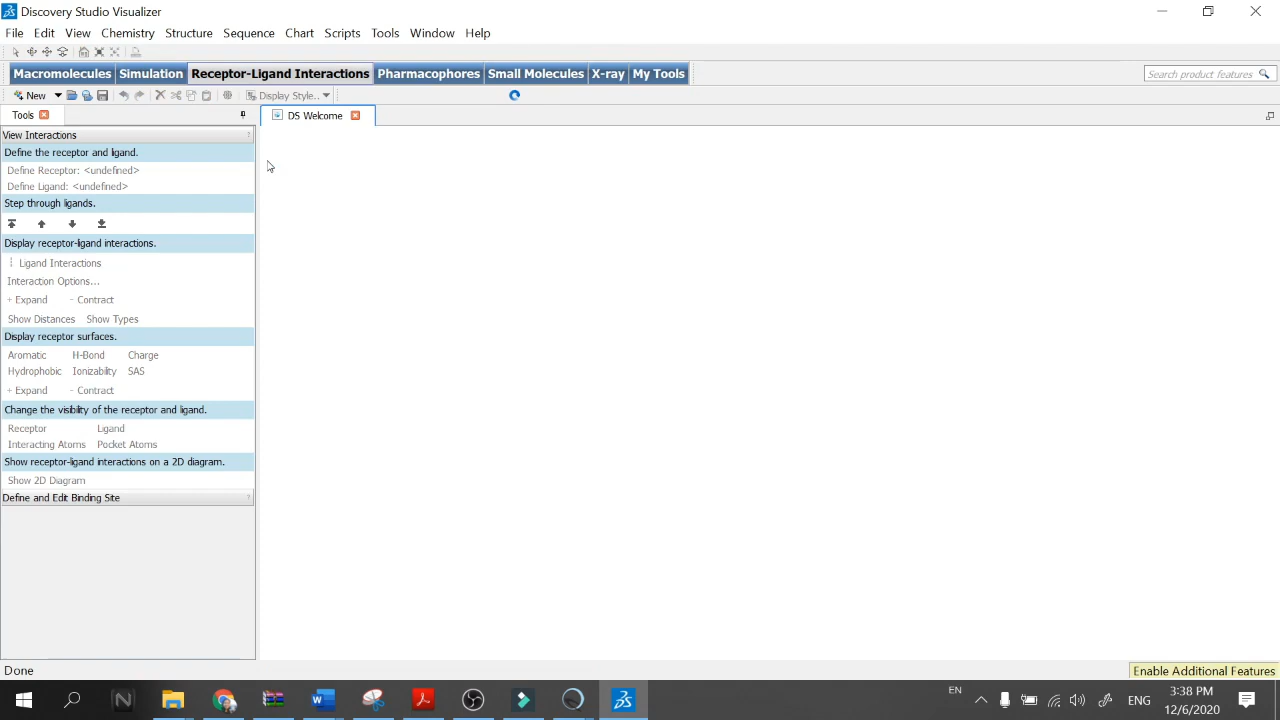 Discovery Studio Visualizer
File Edit View Chemistry Structure Sequence Chart Scripts Tools Window Help
Macromolecules Simulation Receptor-Ligand Interactions Pharmacophores Small Molecules X-ray My Tools
Search product features
New Display Style...
Tools
DS Welcome
View Interactions
Define the receptor and ligand.
Define Receptor: <undefined>
Define Ligand: <undefined>
Step through ligands.
Display receptor-ligand interactions.
Ligand Interactions
Interaction Options...
+ Expand - Contract
Show Distances Show Types
Display receptor surfaces.
Aromatic H-Bond Charge
Hydrophobic Ionizability SAS
+ Expand - Contract
Change the visibility of the receptor and ligand.
Receptor Ligand
Interacting Atoms Pocket Atoms
Show receptor-ligand interactions on a 2D diagram.
Show 2D Diagram
Define and Edit Binding Site
Done
Enable Additional Features
EN
ENG
3:38 PM
12/6/2020